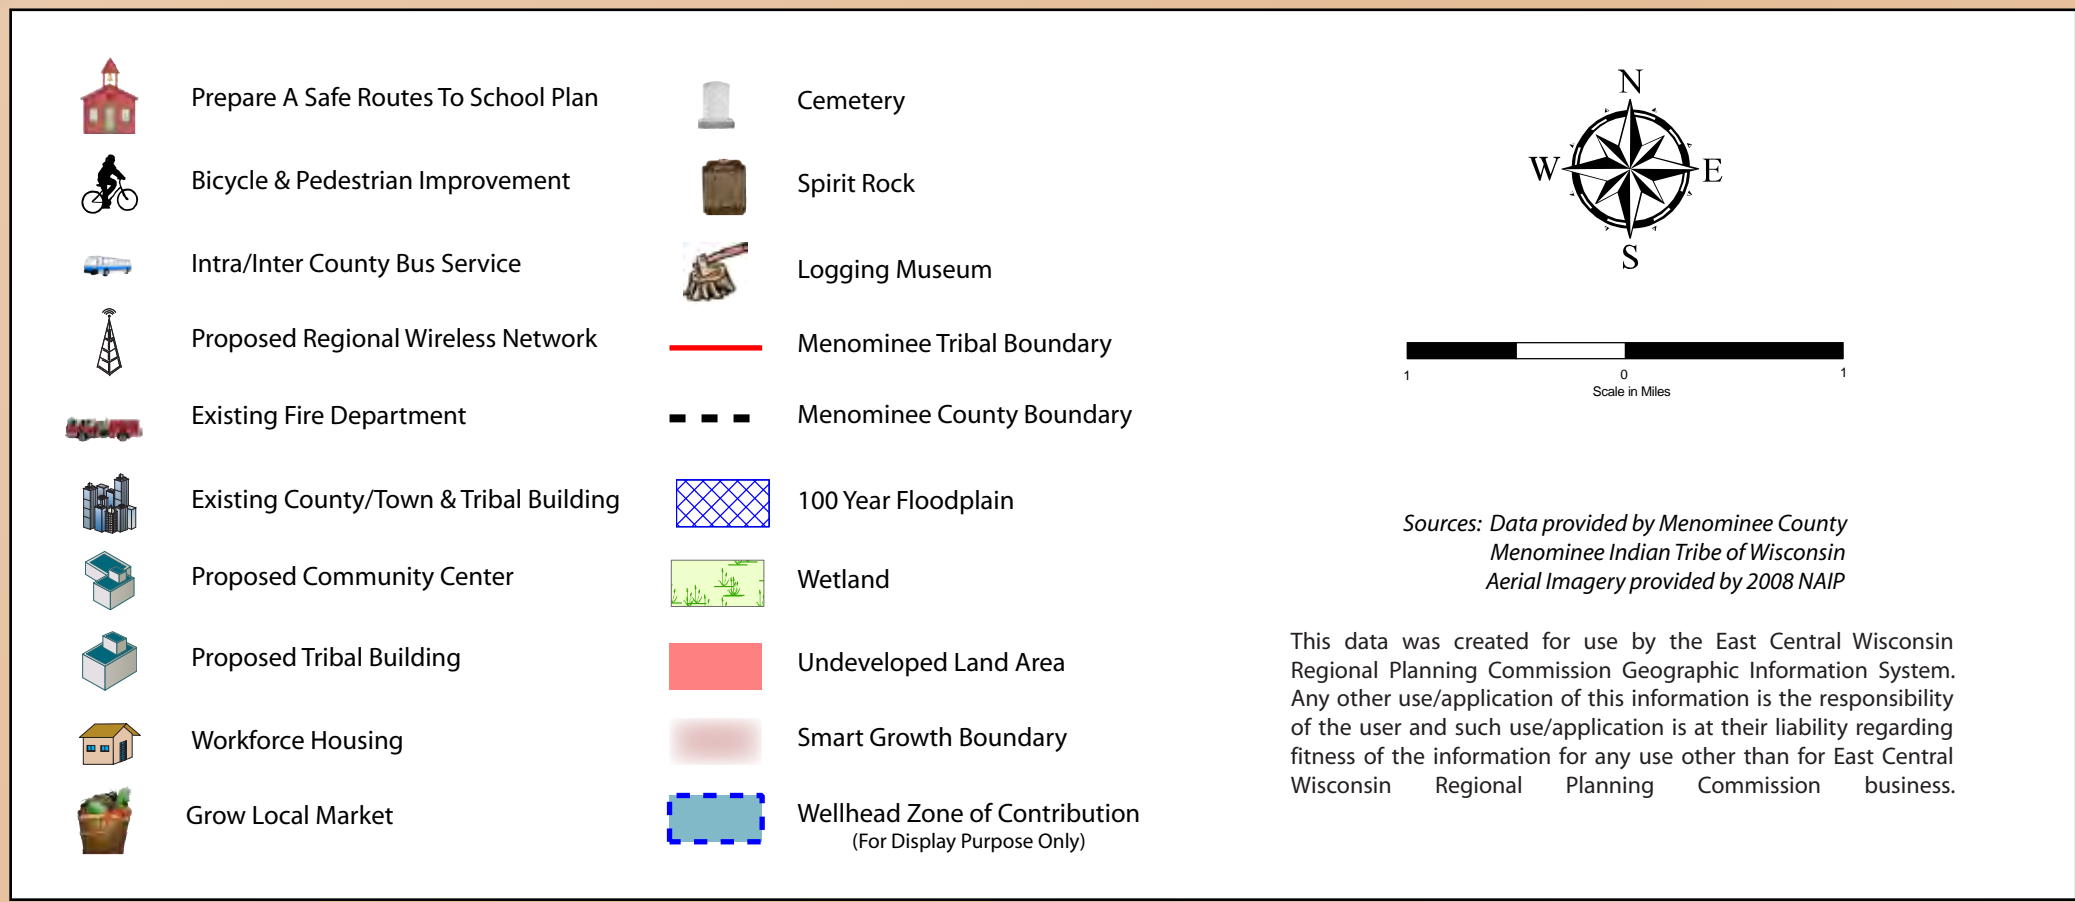 Prepare A Safe Routes To School Plan
Bicycle & Pedestrian Improvement
Intra/Inter County Bus Service
Proposed Regional Wireless Network
Existing Fire Department
Existing County/Town & Tribal Building
Proposed Community Center
Proposed Tribal Building
Workforce Housing
Grow Local Market
Cemetery
Spirit Rock
Logging Museum
Menominee Tribal Boundary
Menominee County Boundary
100 Year Floodplain
Wetland
Undeveloped Land Area
Smart Growth Boundary
Wellhead Zone of Contribution
(For Display Purpose Only)
N
W E
S
1 0 1
Scale in Miles
Sources: Data provided by Menominee County
Menominee Indian Tribe of Wisconsin
Aerial Imagery provided by 2008 NAIP
This data was created for use by the East Central Wisconsin
Regional Planning Commission Geographic Information System.
Any other use/application of this information is the responsibility
of the user and such use/application is at their liability regarding
fitness of the information for any use other than for East Central
Wisconsin Regional Planning Commission business.